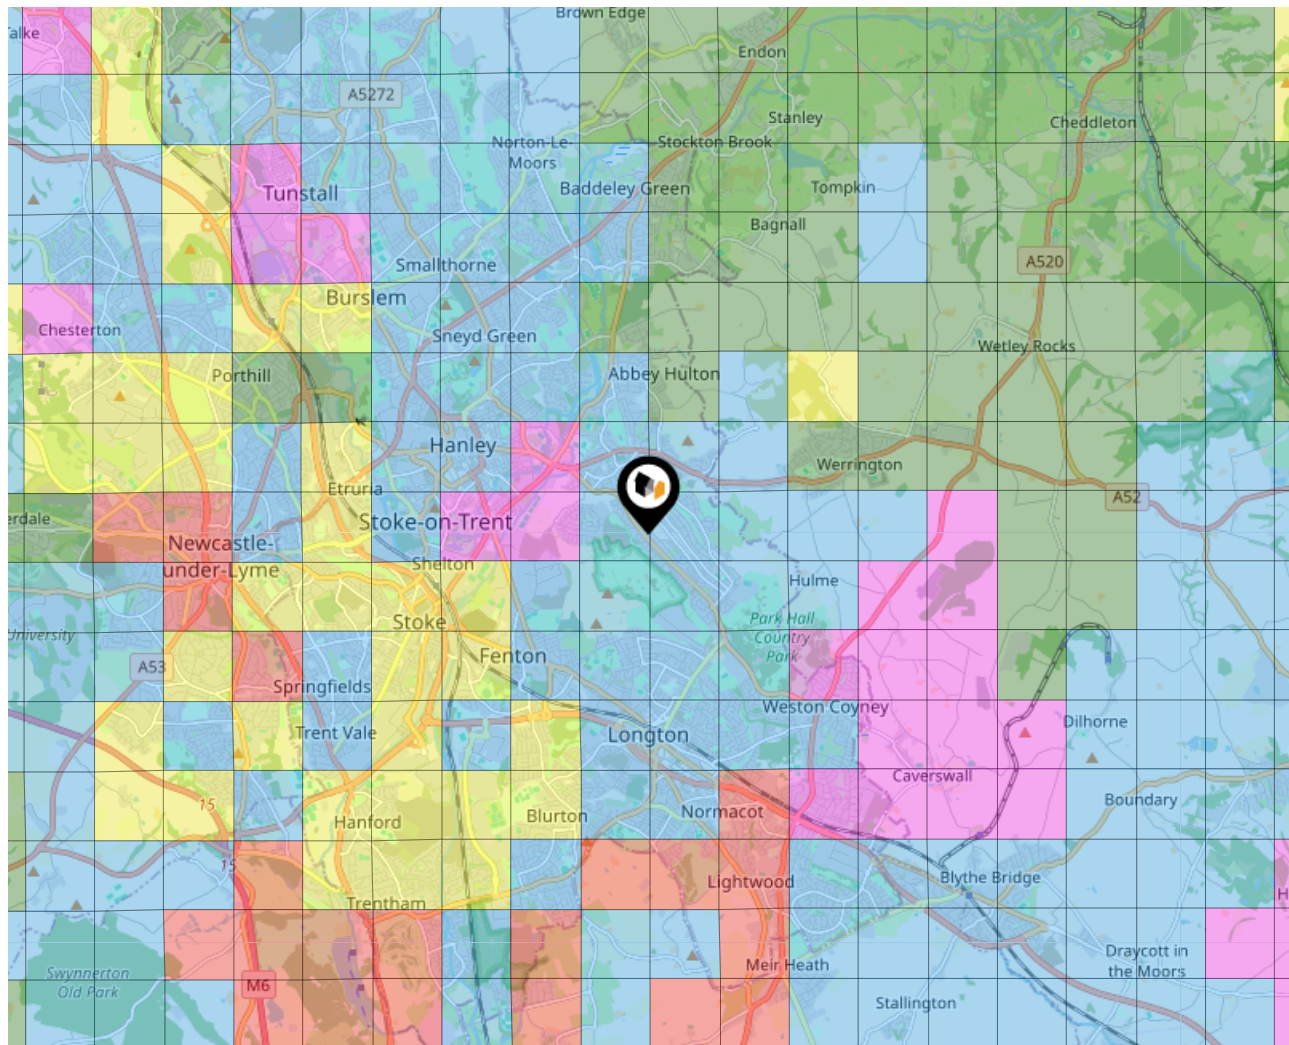 Brown Edge
Endon
A5272
Stanley
Cheddleton
Norton-Le-
Moors
Stockton Brook
Tunstall
Baddeley Green
Tompkin
Bagnall
Smallthorne
A520
Burslem
Chesterton
Sneyd Green
Wetley Rocks
Porthill
Abbey Hulton
Hanley
Werrington
Etruria
A52
Stoke-on-Trent
Newcastle-
under-Lyme
Shelton
Hulme
Stoke
Park Hall
Country
Park
University
Fenton
A53
Springfields
Weston Coyney
Trent Vale
Longton
Dilhorne
Caverswall
15
Hanford
Blurton
Normacot
Boundary
15
Lightwood
Blythe Bridge
Trentham
Draycott in
the Moors
Meir Heath
Swynnerton
Old Park
M6
Stallington